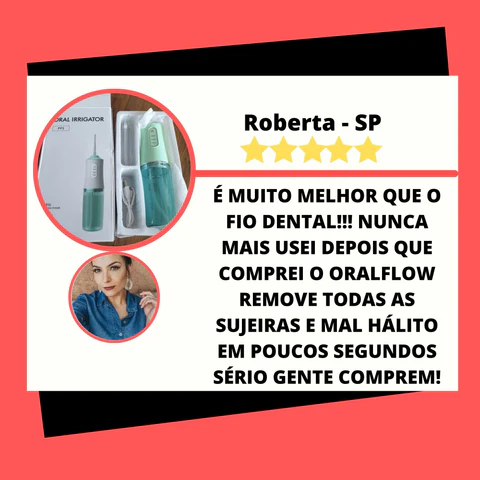 ORAL IRRIGATOR
Roberta - SP
É MUITO MELHOR QUE O
FIO DENTAL!!! NUNCA
MAIS USEI DEPOIS QUE
COMPREI O ORALFLOW
REMOVE TODAS AS
SUJEIRAS E MAL HÁLITO
EM POUCOS SEGUNDOS
SÉRIO GENTE COMPREM!